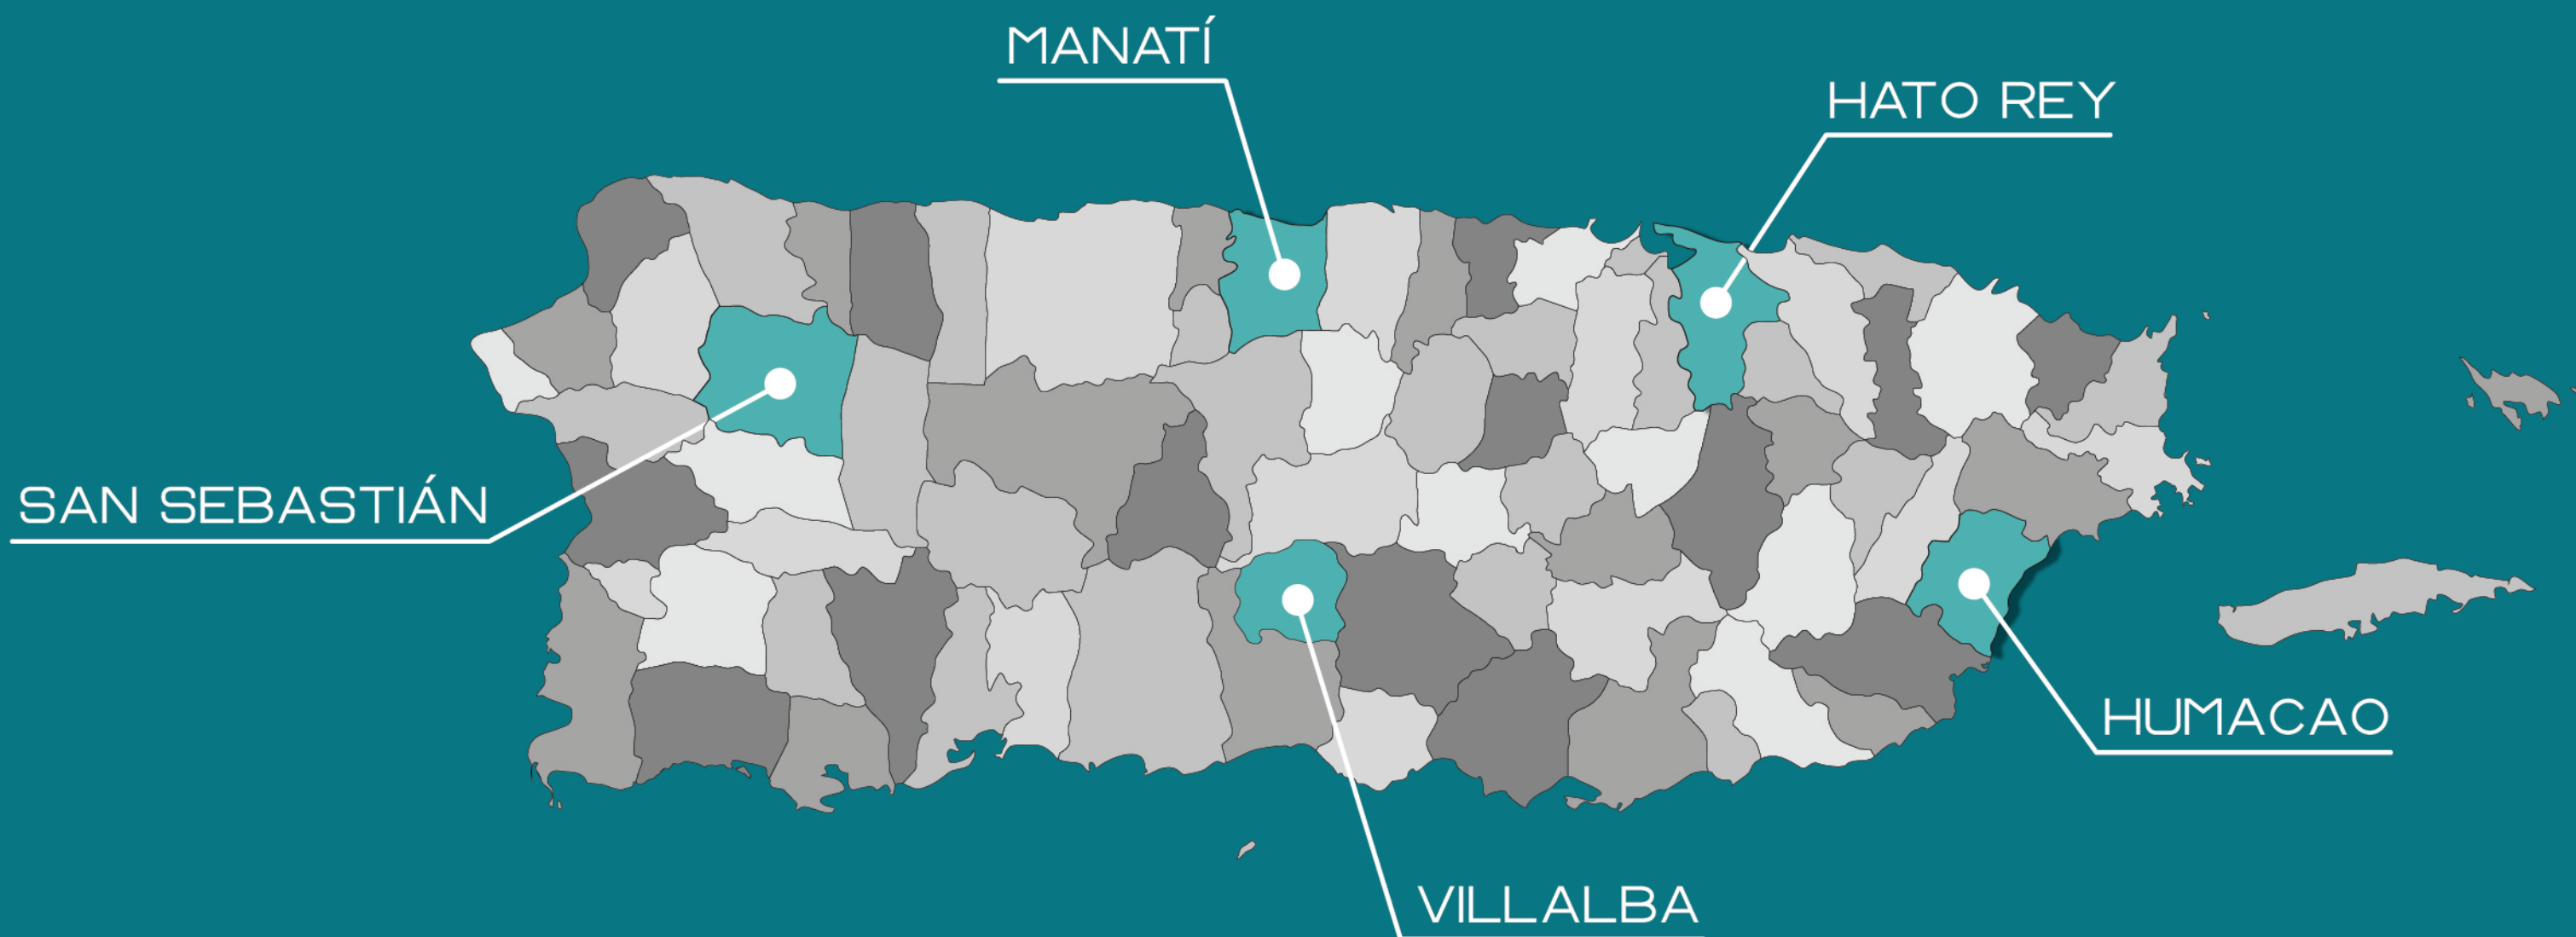 MANATÍ
HATO REY
SAN SEBASTIÁN
HUMACAO
VILLALBA